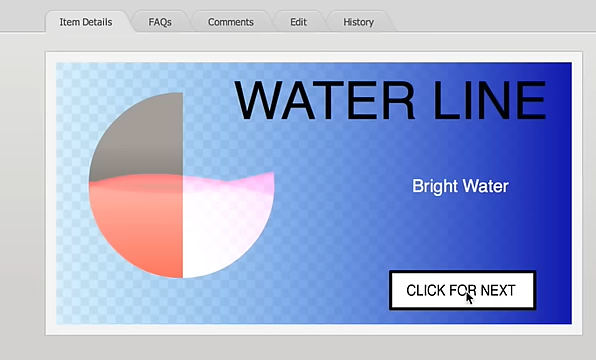 Item Details
FAQs
Comments
Edit
History
WATER LINE
Bright Water
CLICK FOR NEXT